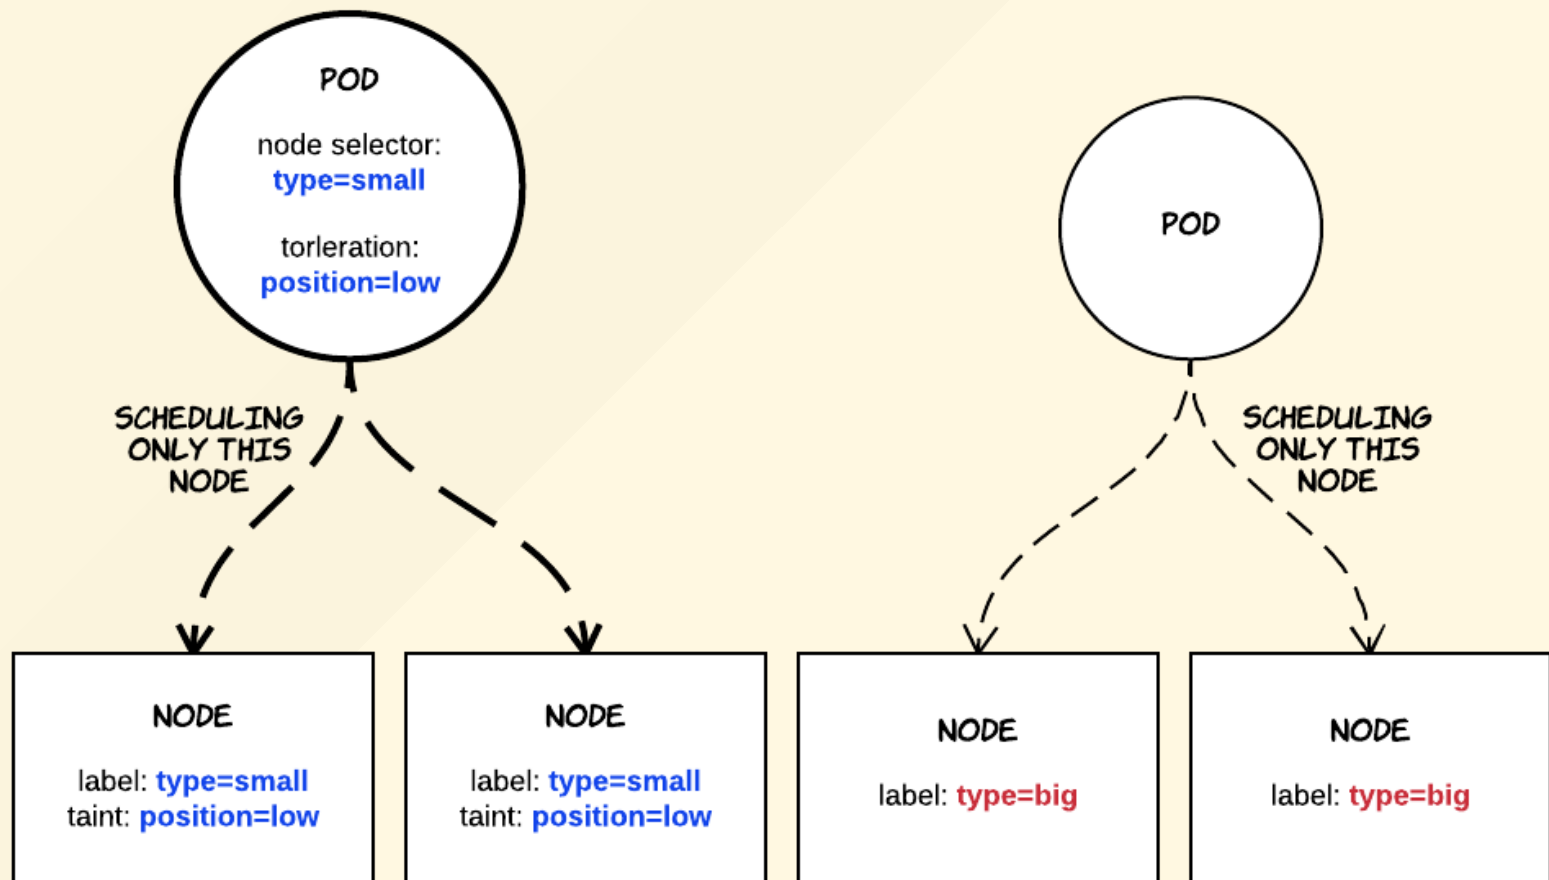 POD
node selector:
type=small
torleration:
position=low
POD
SCHEDULING
ONLY THIS
NODE
SCHEDULING
ONLY THIS
NODE
NODE
label: type=small
taint: position=low
NODE
label: type=small
taint: position=low
NODE
label: type=big
NODE
label: type=big